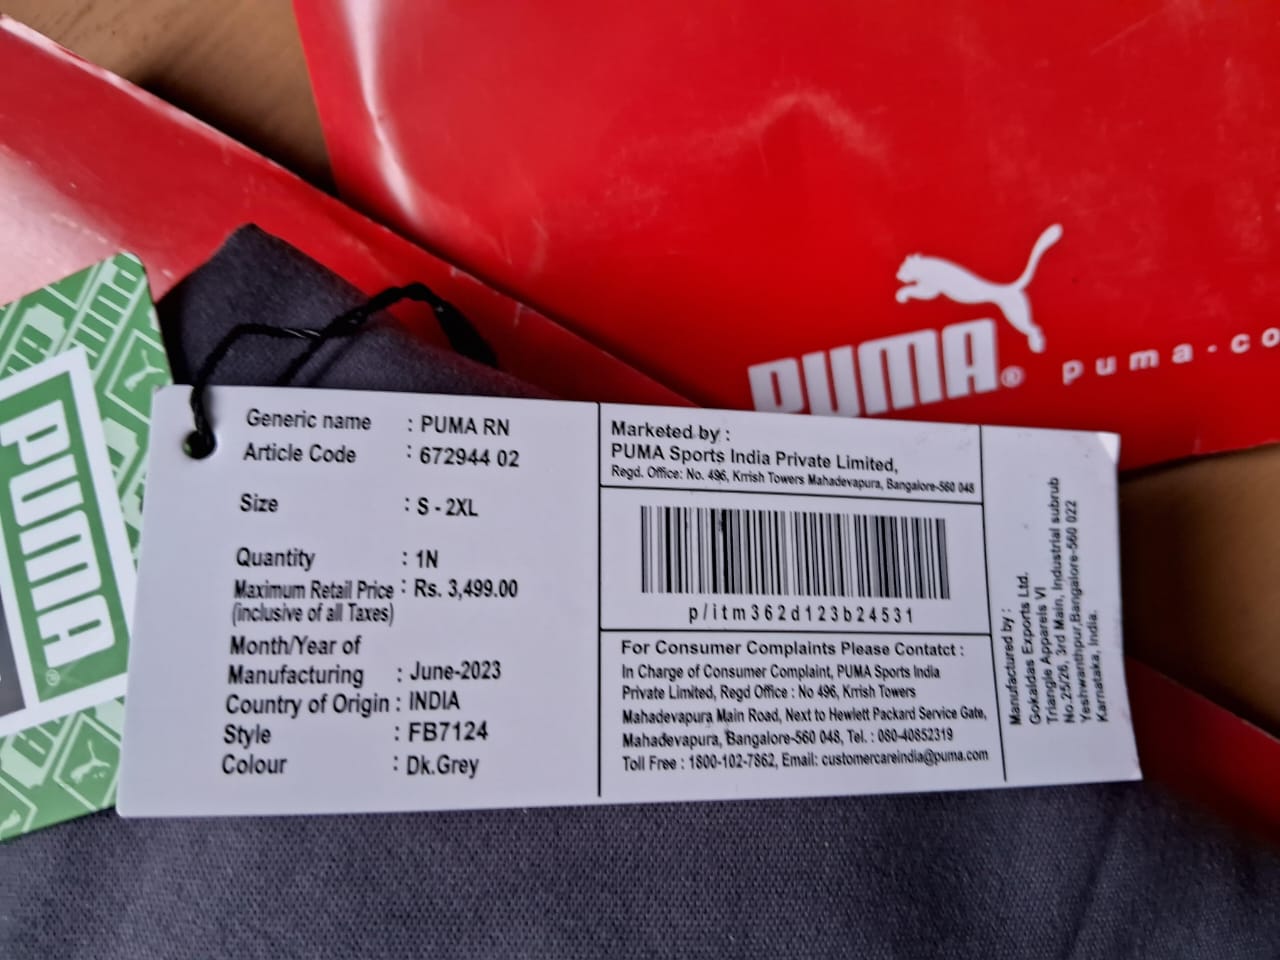 PUMA®
puma.co
PUMA®
Generic name : PUMA RN
Article Code : 672944 02
Size : S - 2XL
Quantity : 1N
Maximum Retail Price : Rs. 3,499.00
(inclusive of all Taxes)
Month/Year of
Manufacturing : June-2023
Country of Origin : INDIA
Style : FB7124
Colour : Dk.Grey
Marketed by :
PUMA Sports India Private Limited,
Regd. Office: No. 496, Krrish Towers Mahadevapura, Bangalore-560 048
p/itm362d123b24531
For Consumer Complaints Please Contatct :
In Charge of Consumer Complaint, PUMA Sports India
Private Limited, Regd Office : No 496, Krrish Towers
Mahadevapura Main Road, Next to Hewlett Packard Service Gate,
Mahadevapura, Bangalore-560 048, Tel. : 080-40852319
Toll Free : 1800-102-7862, Email: customercareindia@puma.com
Manufactured by :
Gokaldas Exports Ltd.
Triangle Apparels VI
No.25/26, 3rd Main, Industrial subrub
Yeshwanthpur,Bangalore-560 022
Karnataka, India.